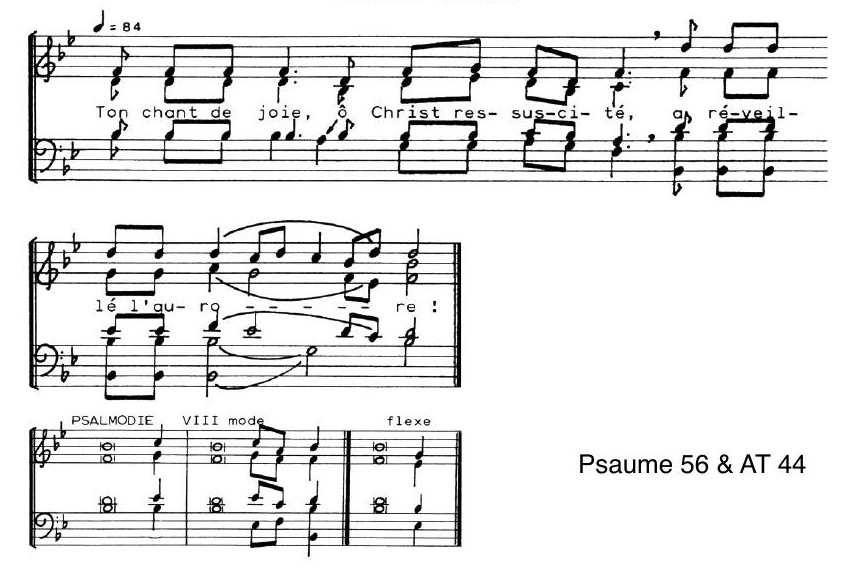 = 84
Ton chant de joie, ô Christ res- sus-ci- té, a ré-veil-
lé l'au- ro - - - - - re !
PSALMODIE VIII mode flexe
Psaume 56 & AT 44